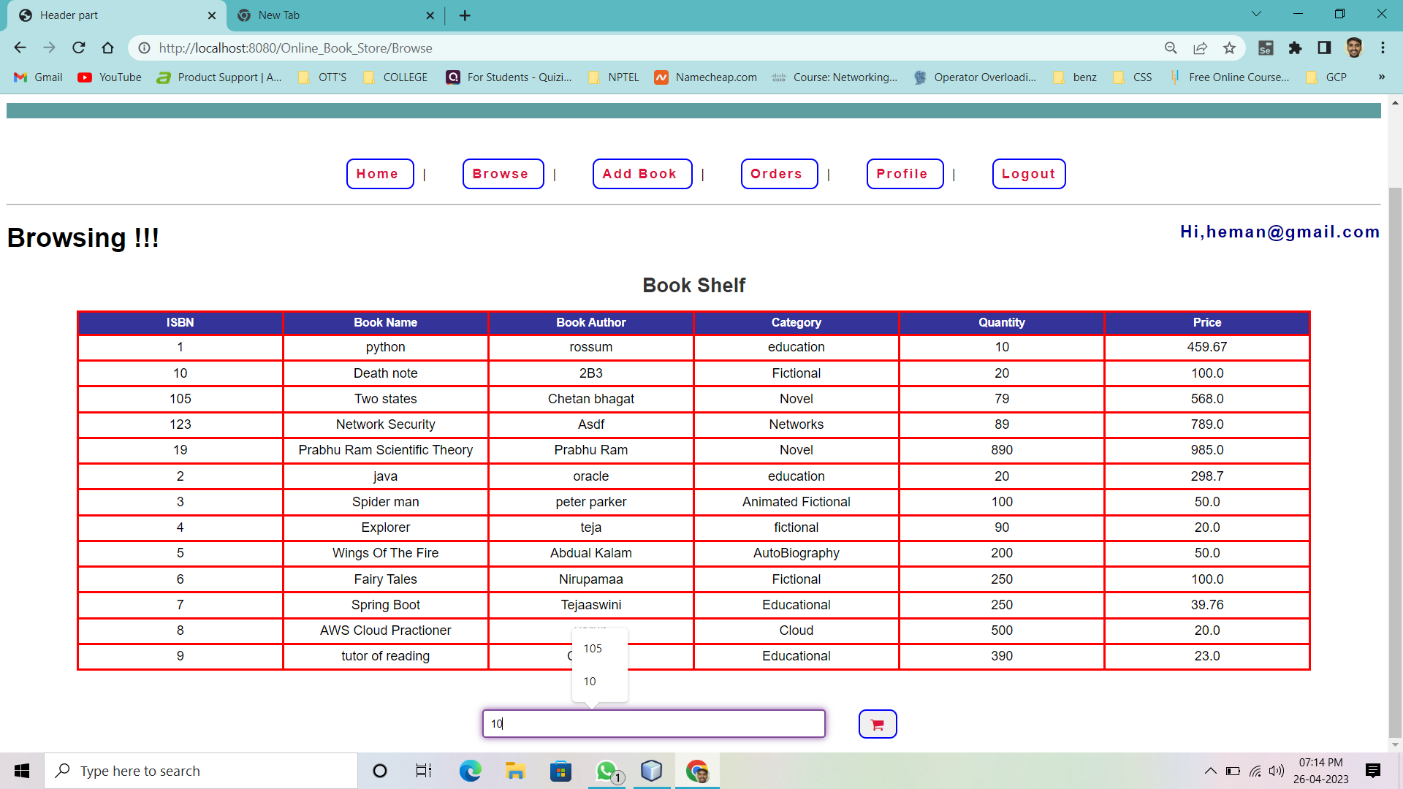 Header part
New Tab
http://localhost:8080/Online_Book_Store/Browse
Gmail YouTube Product Support | A... OTT'S COLLEGE For Students - Quizi... NPTEL Namecheap.com Course: Networking... Operator Overloadi... benz CSS Free Online Course... GCP »
Home | Browse | Add Book | Orders | Profile | Logout
Browsing !!! Hi,heman@gmail.com
Book Shelf
ISBN Book Name Book Author Category Quantity Price
1 python rossum education 10 459.67
10 Death note 2B3 Fictional 20 100.0
105 Two states Chetan bhagat Novel 79 568.0
123 Network Security Asdf Networks 89 789.0
19 Prabhu Ram Scientific Theory Prabhu Ram Novel 890 985.0
2 java oracle education 20 298.7
3 Spider man peter parker Animated Fictional 100 50.0
4 Explorer teja fictional 90 20.0
5 Wings Of The Fire Abdual Kalam AutoBiography 200 50.0
6 Fairy Tales Nirupamaa Fictional 250 100.0
7 Spring Boot Tejaaswini Educational 250 39.76
8 AWS Cloud Practioner Cloud 500 20.0
9 tutor of reading Educational 390 23.0
105
10
10
Type here to search
1
07:14 PM
26-04-2023